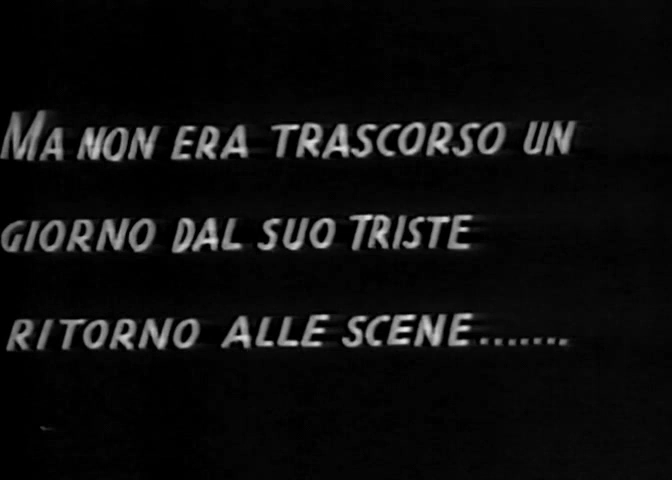 MA NON ERA TRASCORSO UN
GIORNO DAL SUO TRISTE
RITORNO ALLE SCENE.......